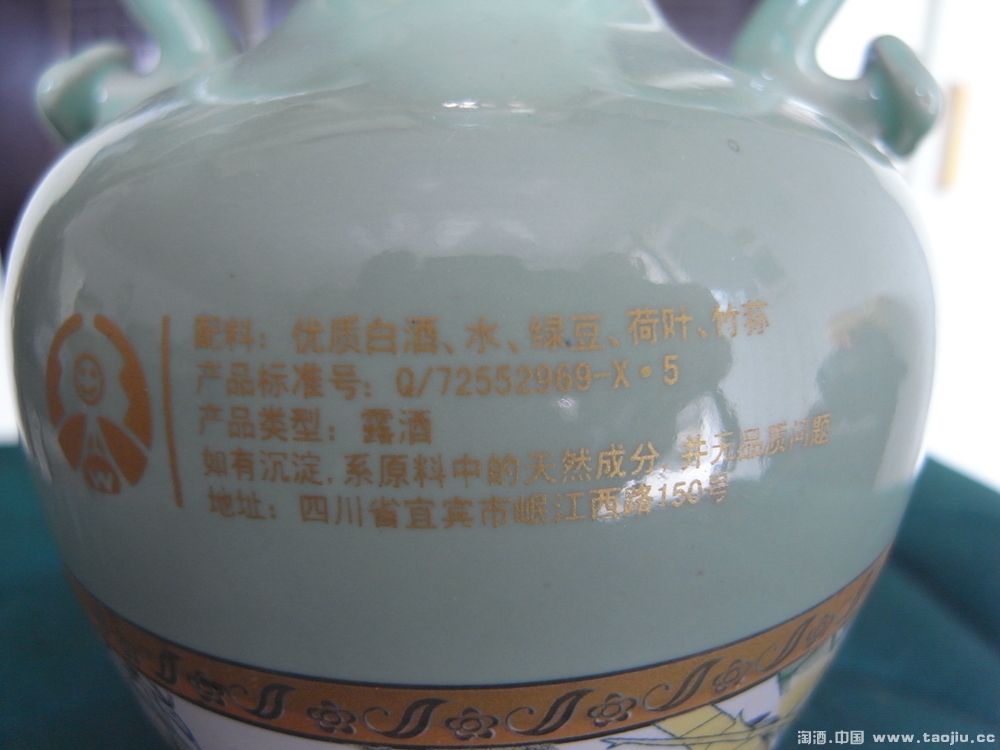 配料：优质白酒、水、绿豆、荷叶、竹荪
产品标准号：Q/72552969-X·5
产品类型：露酒
如有沉淀，系原料中的天然成分，并无品质问题
地址：四川省宜宾市岷江西路150号
W
淘酒.中国 www.taojiu.cc